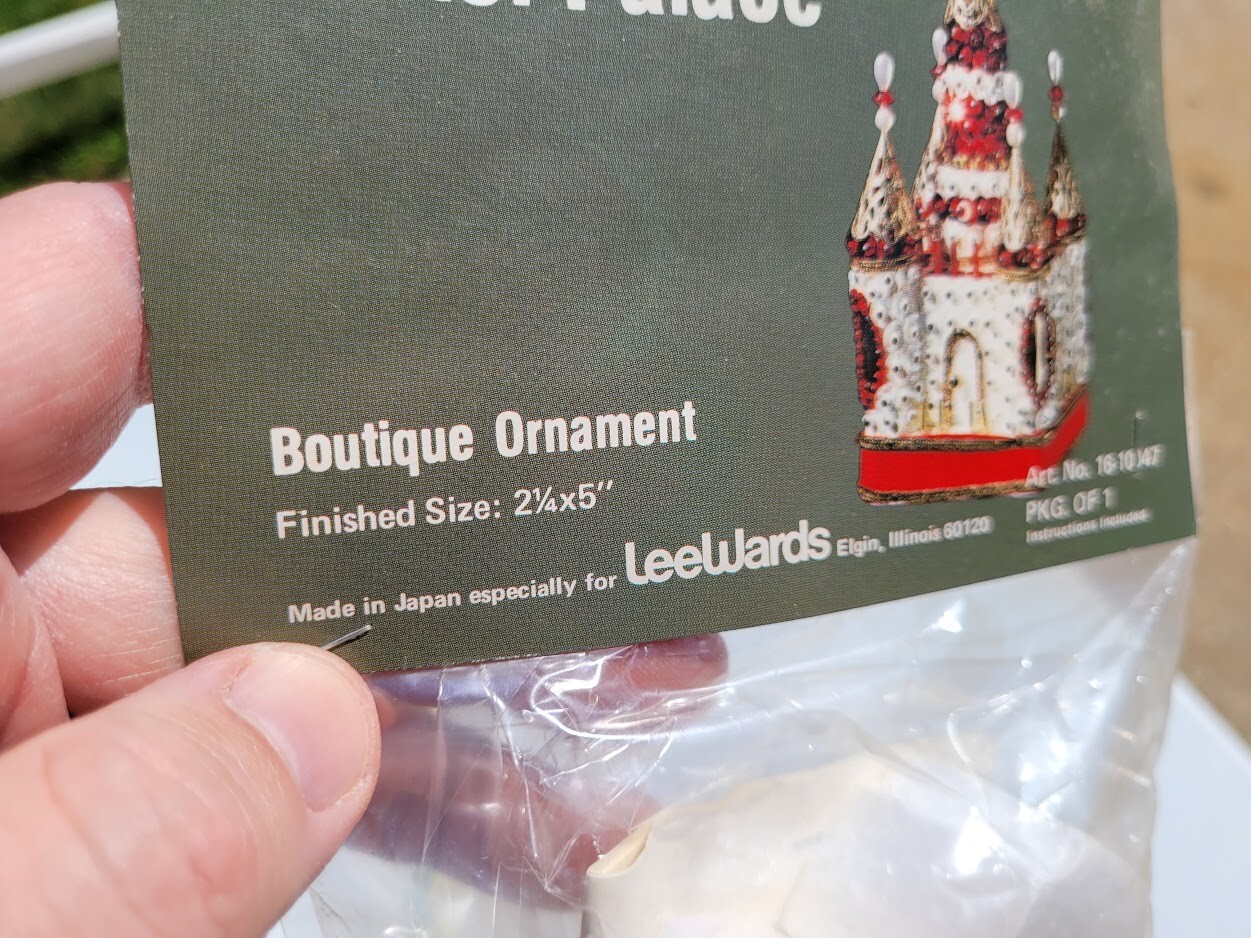 Palace
Boutique Ornament
Finished Size: 2¼x5″
Made in Japan especially for LeeWards Elgin, Illinois 60120
Art. No. 16-10147
PKG. OF 1
Instructions Included